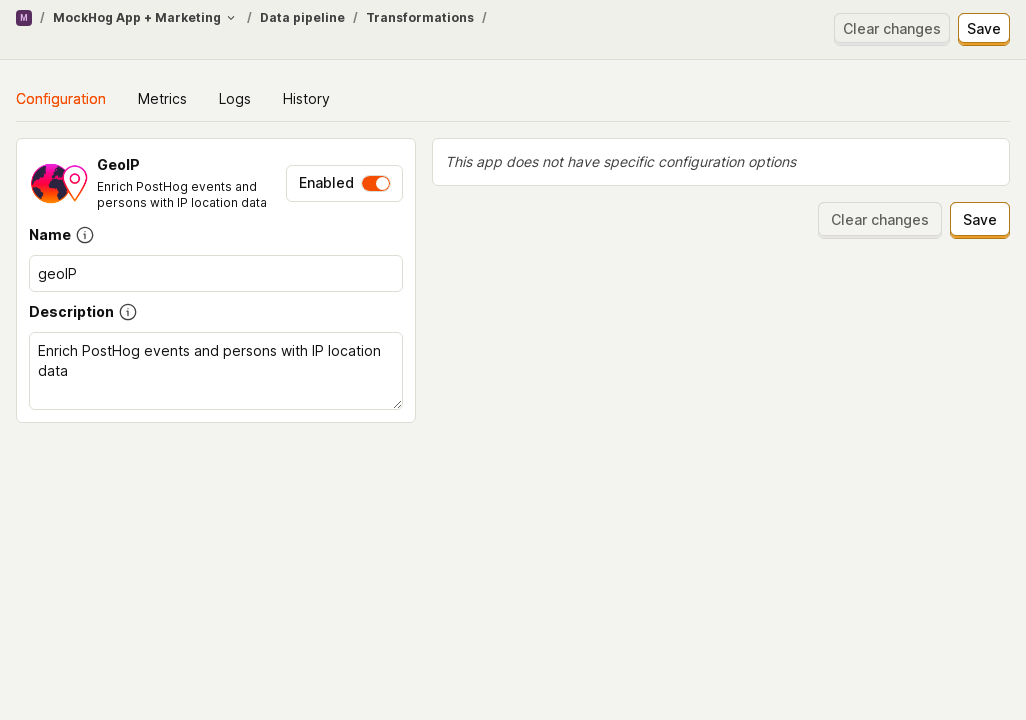 M / MockHog App + Marketing / Data pipeline / Transformations /
Clear changes Save
Configuration Metrics Logs History
GeoIP
Enrich PostHog events and
persons with IP location data
Enabled
Name
geoIP
Description
Enrich PostHog events and persons with IP location
data
This app does not have specific configuration options
Clear changes Save